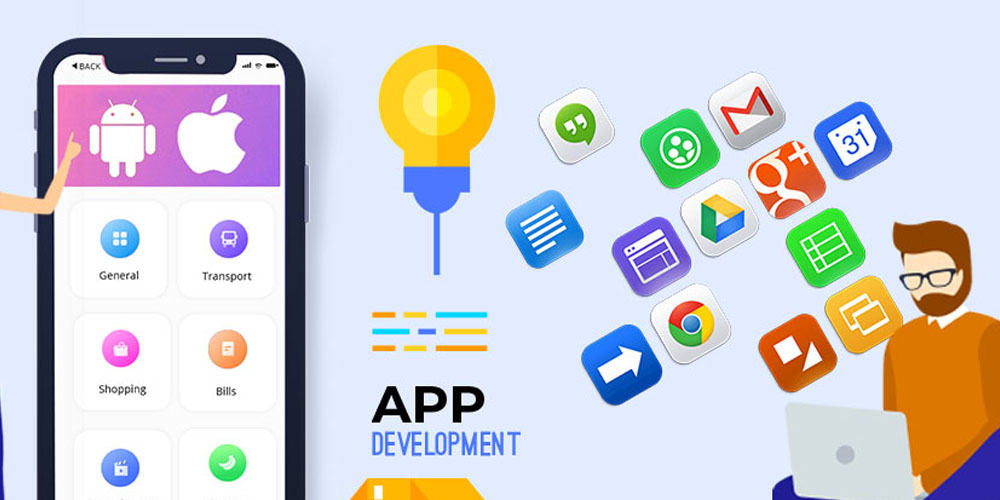 BACK
General
Transport
Shopping
Bills
APP
DEVELOPMENT
g+
31